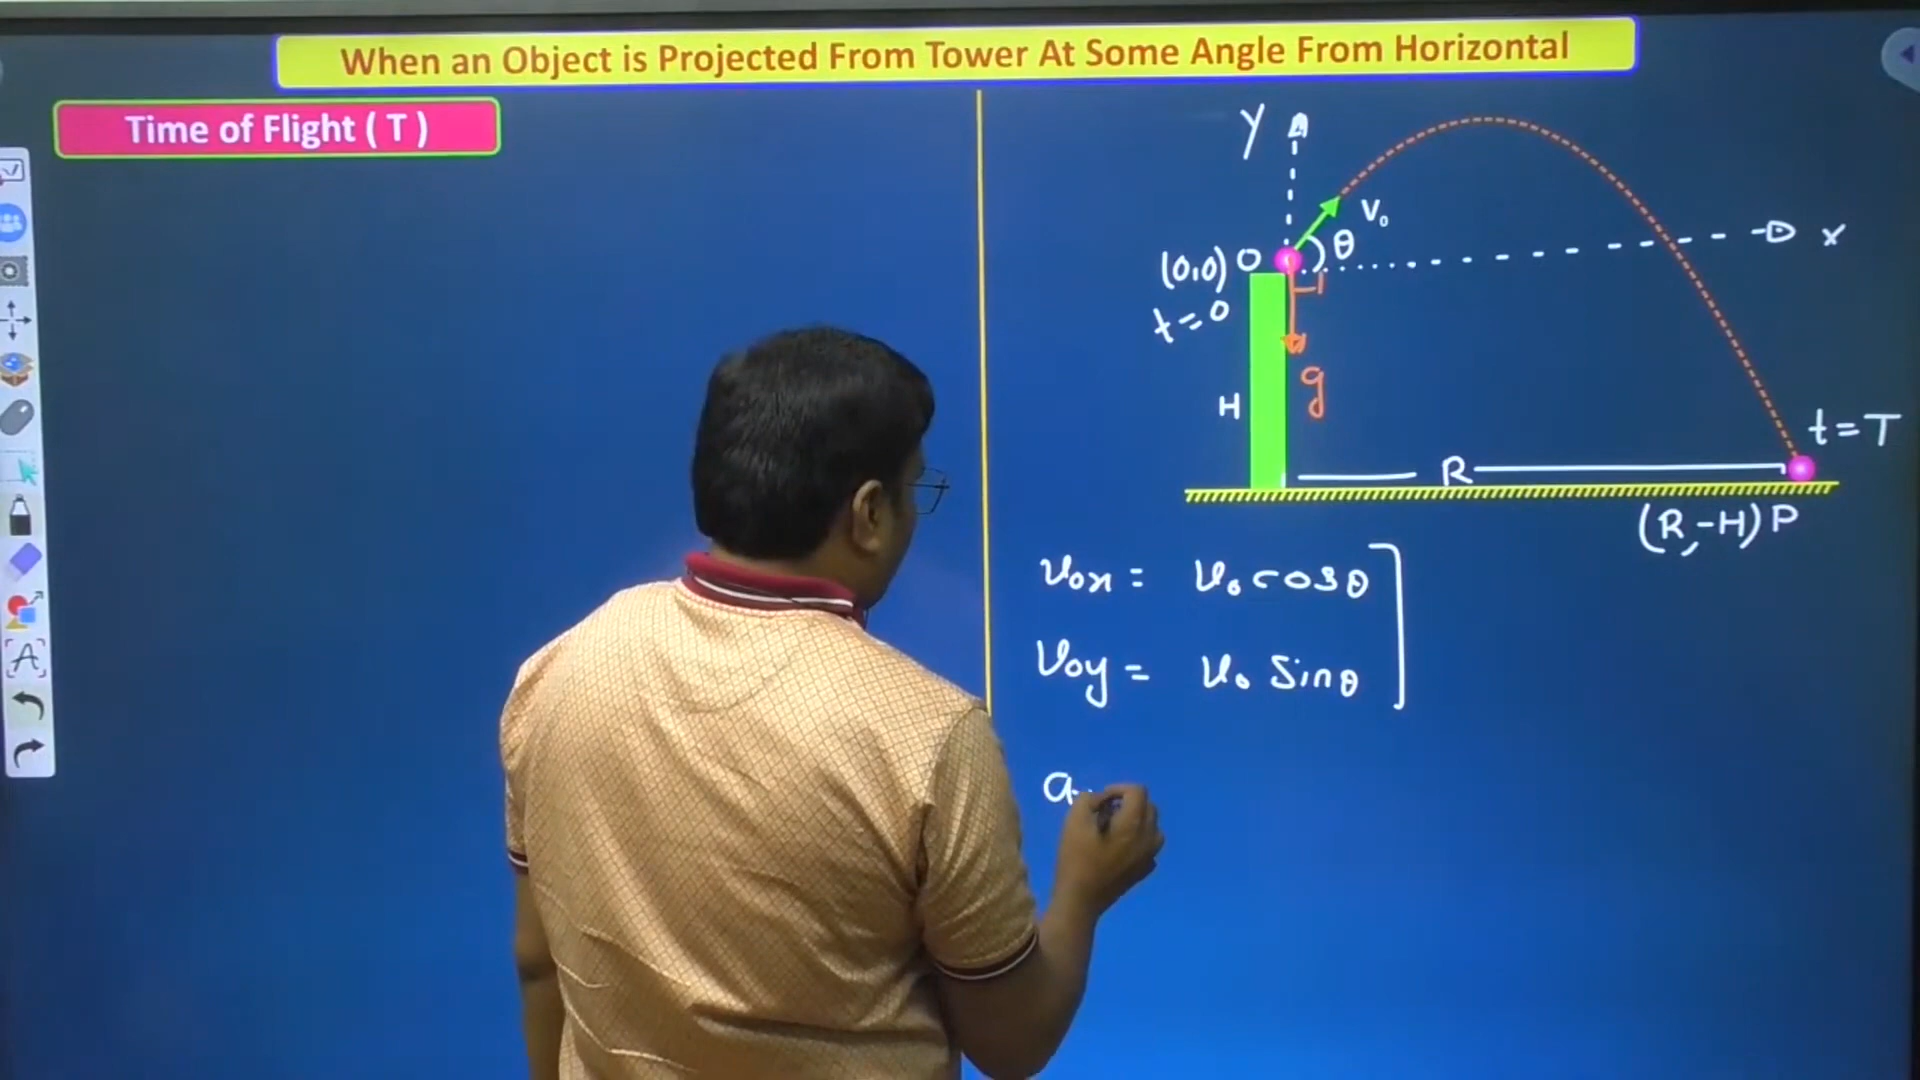 When an Object is Projected From Tower At Some Angle From Horizontal
Time of Flight ( T )
Y
V₀
θ
x
(0,0) O
t=0
g
H
t=T
R
(R,-H) P
v₀ₓ = v₀ cosθ
v₀y = v₀ Sinθ
a
A